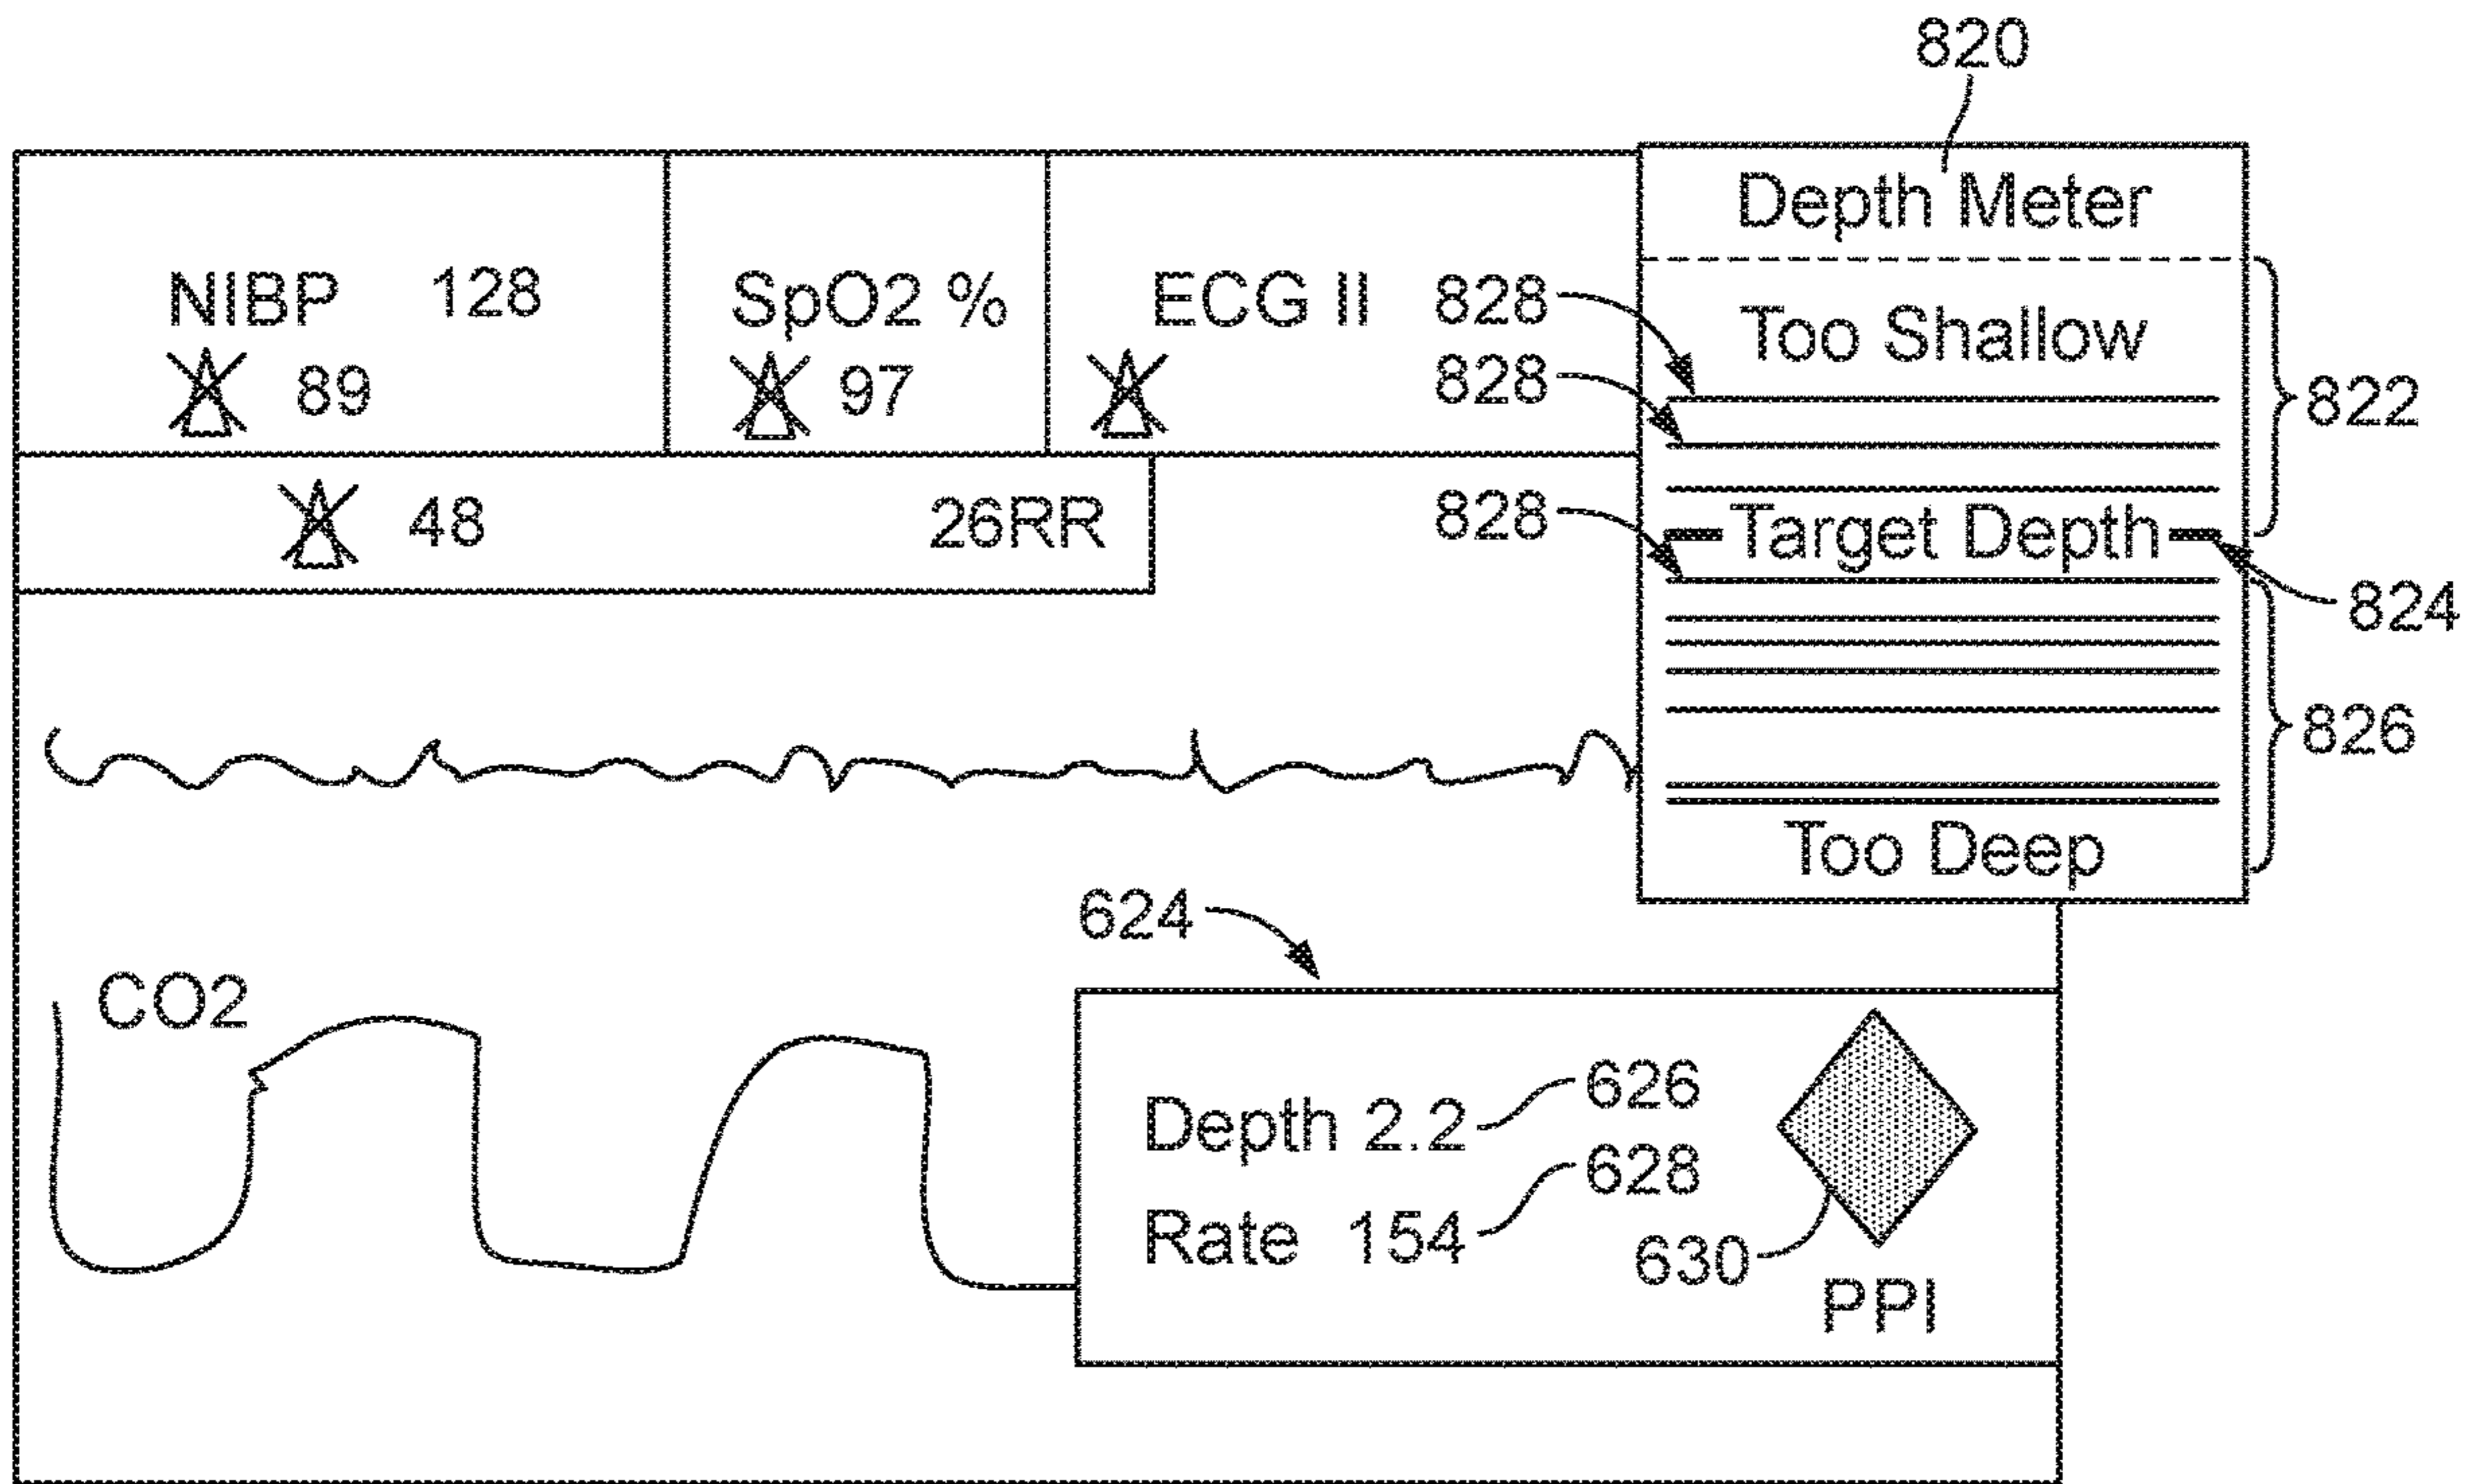 820
Depth Meter
NIBP 128
89
SpO2 %
97
ECG II
828
828
Too Shallow
822
48
26RR
828
Target Depth
824
826
Too Deep
624
CO2
Depth 2.2
626
Rate 154
628
630
PPI